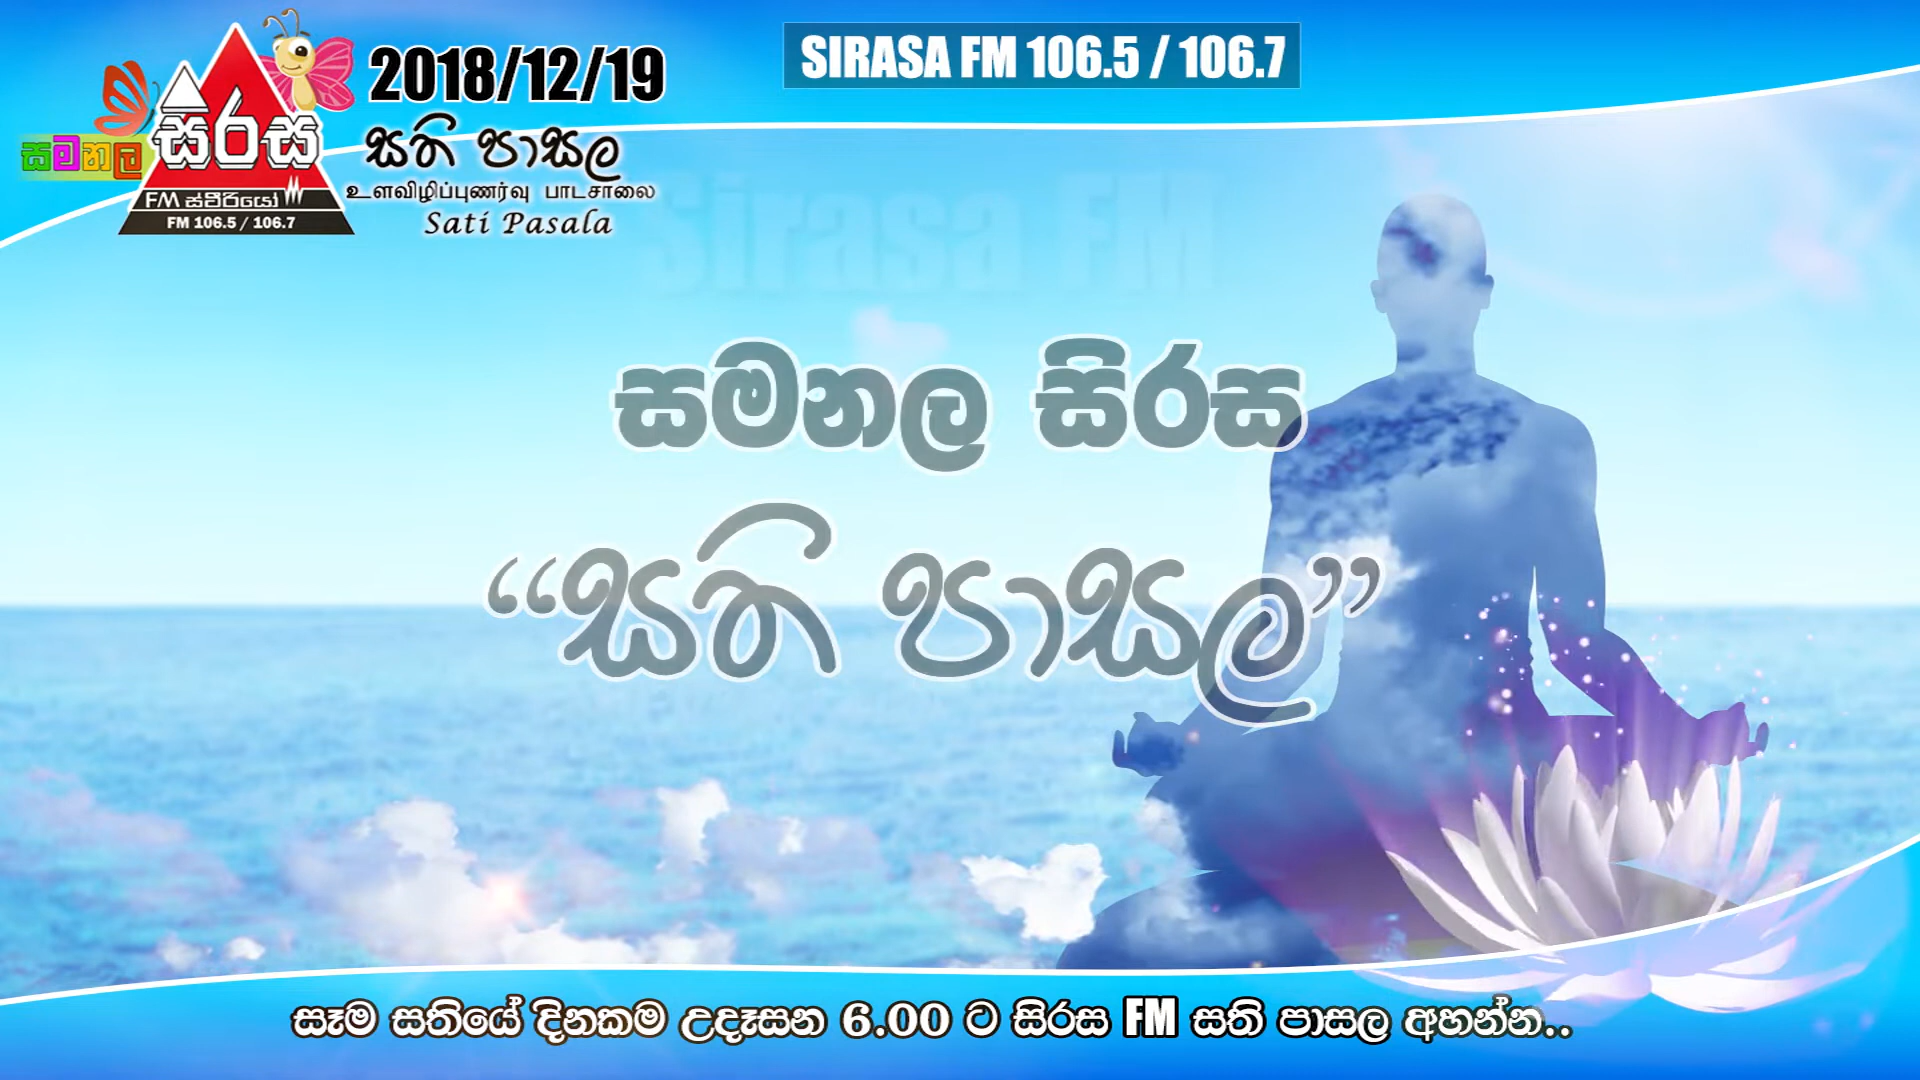 SIRASA FM 106.5 / 106.7
2018/12/19
සමනල
සිරස
FM ස්ටීරියෝ
FM 106.5 / 106.7
සති පාසල
உளவிழிப்புணர்வு பாடசாலை
Sati Pasala
Sirasa FM
සමනල සිරස
“සති පාසල”
සෑම සතියේ දිනකම උදෑසන 6.00 ට සිරස FM සති පාසල අහන්න..